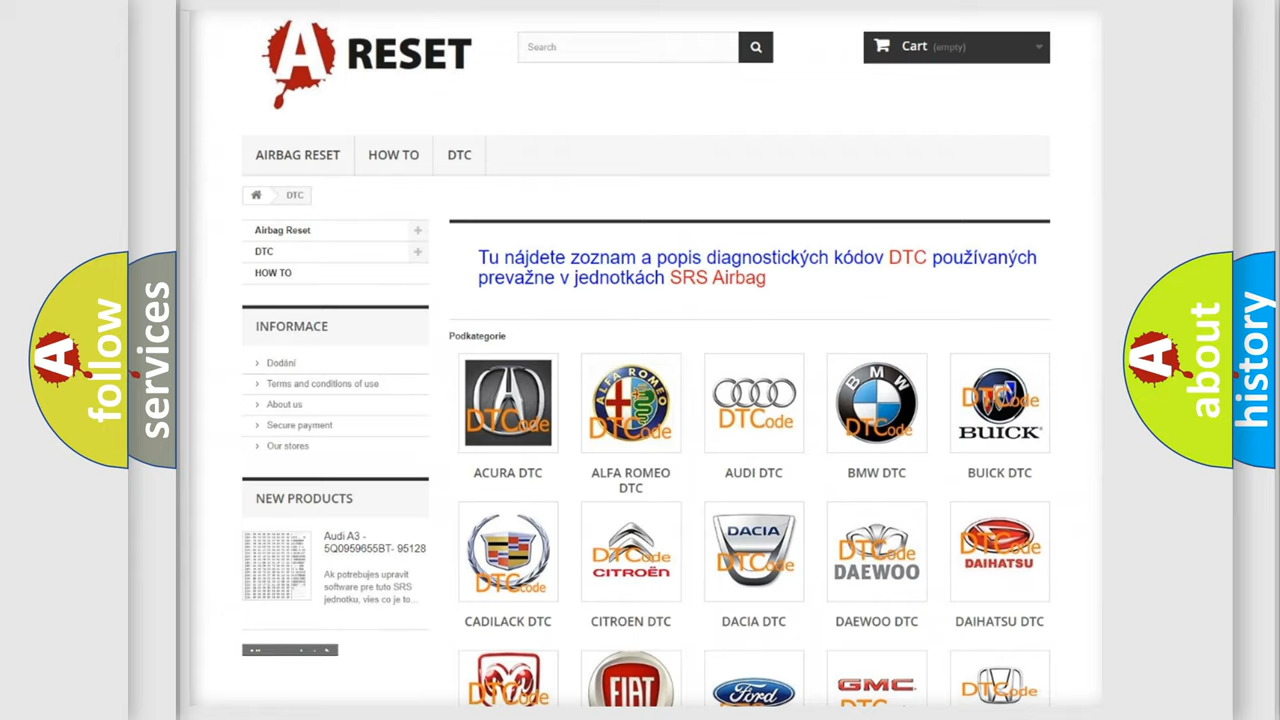 A RESET
Search
Cart (empty)
AIRBAG RESET
HOW TO
DTC
DTC
Airbag Reset
DTC
HOW TO
INFORMACE
Dodání
Terms and conditions of use
About us
Secure payment
Our stores
NEW PRODUCTS
Audi A3 -
5Q0959655BT- 95128
Ak potrebujes upravit
software pre tuto SRS
jednotku, vies co je to...
Tu nájdete zoznam a popis diagnostických kódov DTC používaných
prevažne v jednotkách SRS Airbag
Podkategorie
DTCode
ALFA ROMEO
DTCode
DTCode
BMW
DTCode
DTCode
BUICK
ACURA DTC
ALFA ROMEO
DTC
AUDI DTC
BMW DTC
BUICK DTC
DTCode
DTCode
CITROËN
DACIA
DTCode
DTCode
DAEWOO
DTCode
DAIHATSU
CADILACK DTC
CITROEN DTC
DACIA DTC
DAEWOO DTC
DAIHATSU DTC
DTCode
FIAT
Ford
GMC
DTCode
A follow
services
A about
history